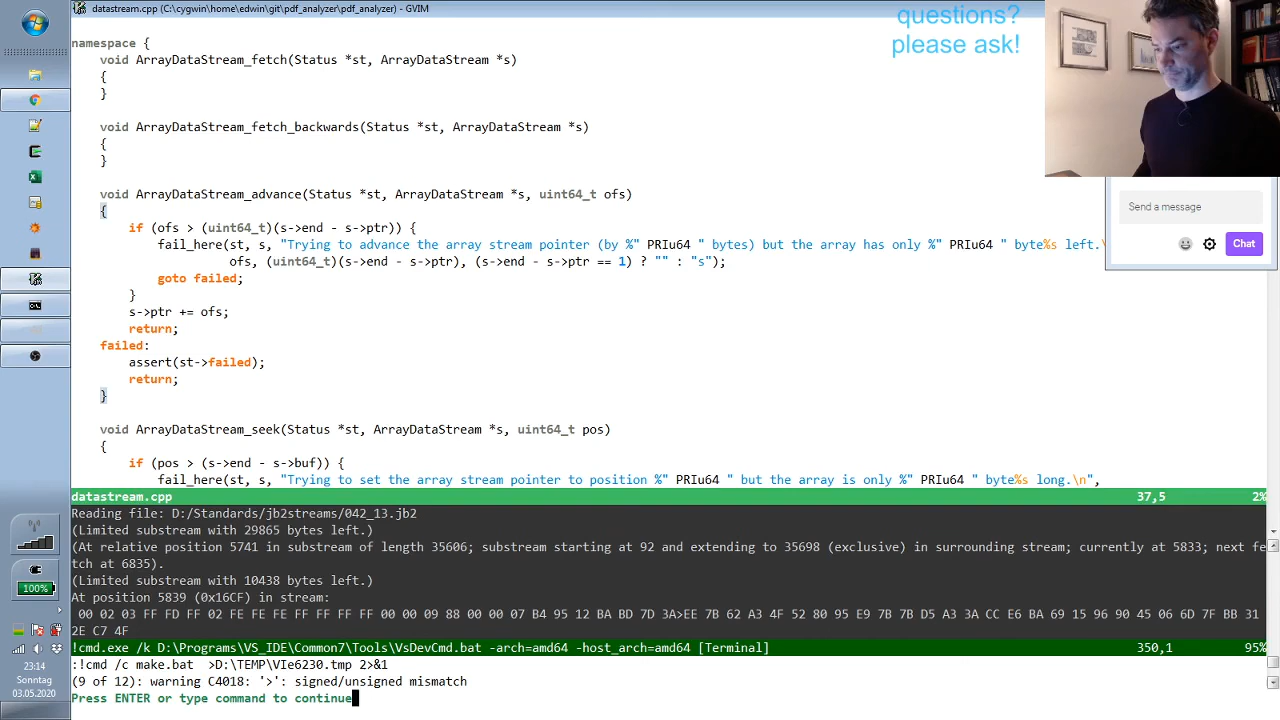 datastream.cpp (C:\cygwin\home\edwin\git\pdf_analyzer\pdf_analyzer) - GVIM
questions?
please ask!
namespace {
void ArrayDataStream_fetch(Status *st, ArrayDataStream *s)
{
}
void ArrayDataStream_fetch_backwards(Status *st, ArrayDataStream *s)
{
}
void ArrayDataStream_advance(Status *st, ArrayDataStream *s, uint64_t ofs)
{
if (ofs > (uint64_t)(s->end - s->ptr)) {
fail_here(st, s, "Trying to advance the array stream pointer (by %" PRIu64 " bytes) but the array has only %" PRIu64 " byte%s left.\
ofs, (uint64_t)(s->end - s->ptr), (s->end - s->ptr == 1) ? "" : "s");
goto failed;
}
s->ptr += ofs;
return;
failed:
assert(st->failed);
return;
}
void ArrayDataStream_seek(Status *st, ArrayDataStream *s, uint64_t pos)
{
if (pos > (s->end - s->buf)) {
fail_here(st, s, "Trying to set the array stream pointer to position %" PRIu64 " but the array is only %" PRIu64 " byte%s long.\n",
datastream.cpp 37,5 2%
Reading file: D:/Standards/jb2streams/042_13.jb2
(Limited substream with 29865 bytes left.)
(At relative position 5741 in substream of length 35606; substream starting at 92 and extending to 35698 (exclusive) in surrounding stream; currently at 5833; next fe
tch at 6835).
(Limited substream with 10438 bytes left.)
At position 5839 (0x16CF) in stream:
00 02 03 FF FD FF 02 FE FE FE FF FF FF FF 00 00 09 88 00 00 07 B4 95 12 BA BD 7D 3A>EE 7B 62 A3 4F 52 80 95 E9 7B 7B D5 A3 3A CC E6 BA 69 15 96 90 45 06 6D 7F BB 31
2E C7 4F
!cmd.exe /k D:\Programs\VS_IDE\Common7\Tools\VsDevCmd.bat -arch=amd64 -host_arch=amd64 [Terminal] 350,1 95%
:!cmd /c make.bat >D:\TEMP\VIe6230.tmp 2>&1
(9 of 12): warning C4018: '>': signed/unsigned mismatch
Press ENTER or type command to continue
Send a message
Chat
100%
23:14
Sonntag
03.05.2020